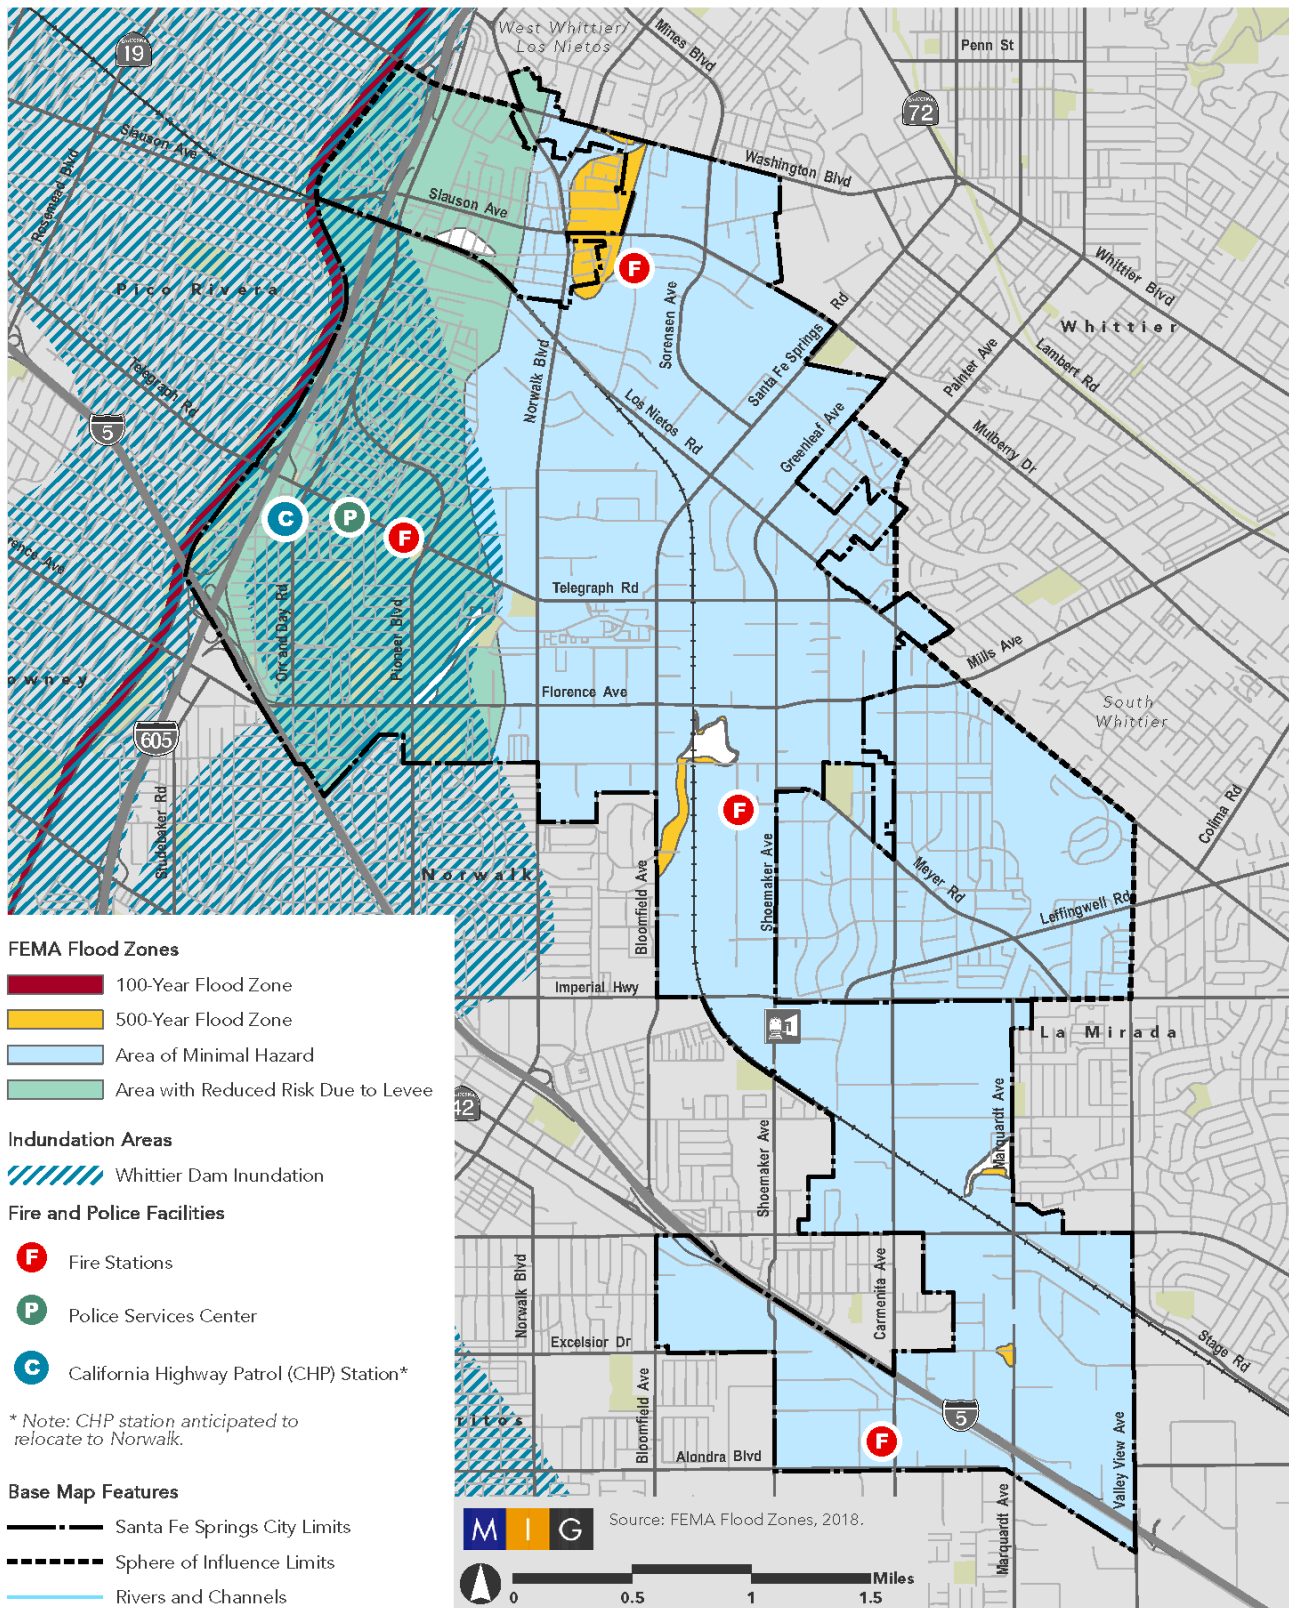 West Whittier/
Los Nietos
Mines Blvd
Penn St
19
72
Slauson Ave
Rosemead Blvd
Washington Blvd
Slauson Ave
Whittier Blvd
Pico Rivera
Whittier
Sorensen Ave
Santa Fe Springs Rd
Lambert Rd
Painter Ave
Norwalk Blvd
Telegraph Rd
Los Nietos Rd
Greenleaf Ave
Mulberry Dr
5
C
P
F
F
rence Ave
Telegraph Rd
Orr and Day Rd
Pioneer Blvd
Mills Ave
owney
Florence Ave
South
Whittier
605
Studebaker Rd
F
Colima Rd
Norwalk
Bloomfield Ave
Shoemaker Ave
Meyer Rd
Leffingwell Rd
Imperial Hwy
La Mirada
42
Marquardt Ave
Shoemaker Ave
Norwalk Blvd
Carmenita Ave
Excelsior Dr
Stage Rd
Bloomfield Ave
ritos
5
F
Alondra Blvd
Valley View Ave
Marquardt Ave
FEMA Flood Zones
100-Year Flood Zone
500-Year Flood Zone
Area of Minimal Hazard
Area with Reduced Risk Due to Levee
Indundation Areas
Whittier Dam Inundation
Fire and Police Facilities
F Fire Stations
P Police Services Center
C California Highway Patrol (CHP) Station*
* Note: CHP station anticipated to
relocate to Norwalk.
Base Map Features
Santa Fe Springs City Limits
Sphere of Influence Limits
Rivers and Channels
M I G
Source: FEMA Flood Zones, 2018.
0 0.5 1 1.5 Miles